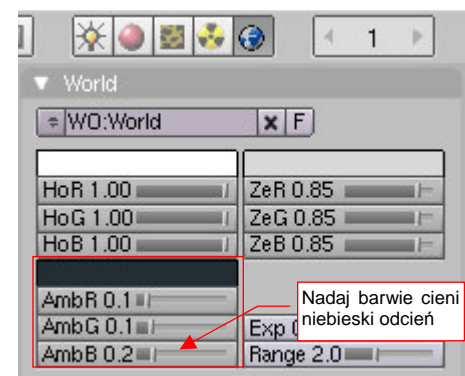 1
World
WO:World
F
HoR 1.00
ZeR 0.85
HoG 1.00
ZeG 0.85
HoB 1.00
ZeB 0.85
AmbR 0.1
AmbG 0.1
AmbB 0.2
Nadaj barwie cieni
niebieski odcień
Exp
Range 2.0